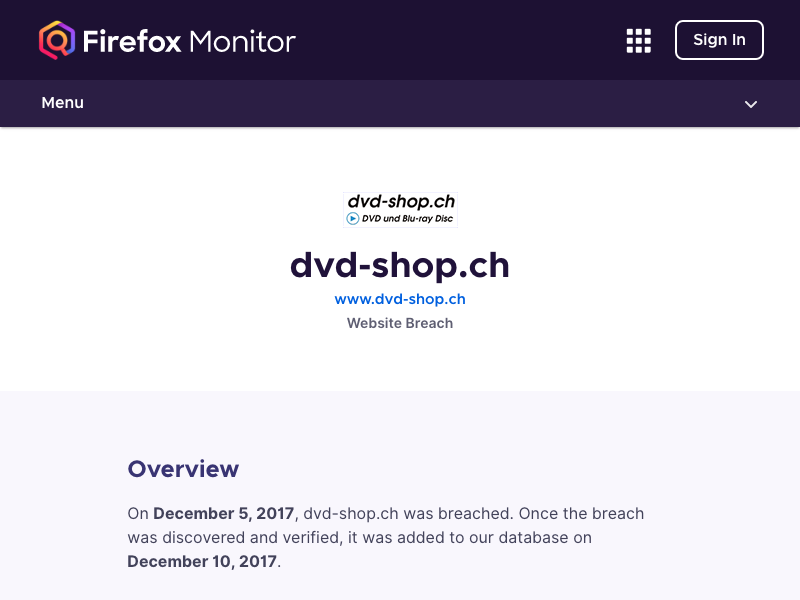 Firefox Monitor
Sign In
Menu
dvd-shop.ch
DVD und Blu-ray Disc
dvd-shop.ch
www.dvd-shop.ch
Website Breach
Overview
On December 5, 2017, dvd-shop.ch was breached. Once the breach
was discovered and verified, it was added to our database on
December 10, 2017.